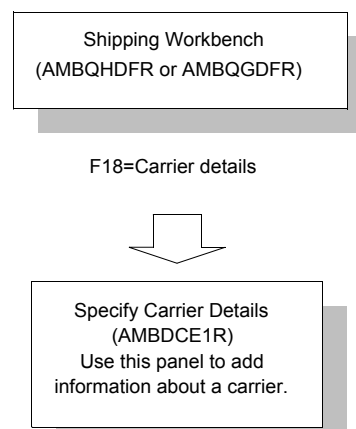 Shipping Workbench
(AMBQHDFR or AMBQGDFR)
F18=Carrier details
Specify Carrier Details
(AMBDCE1R)
Use this panel to add
information about a carrier.